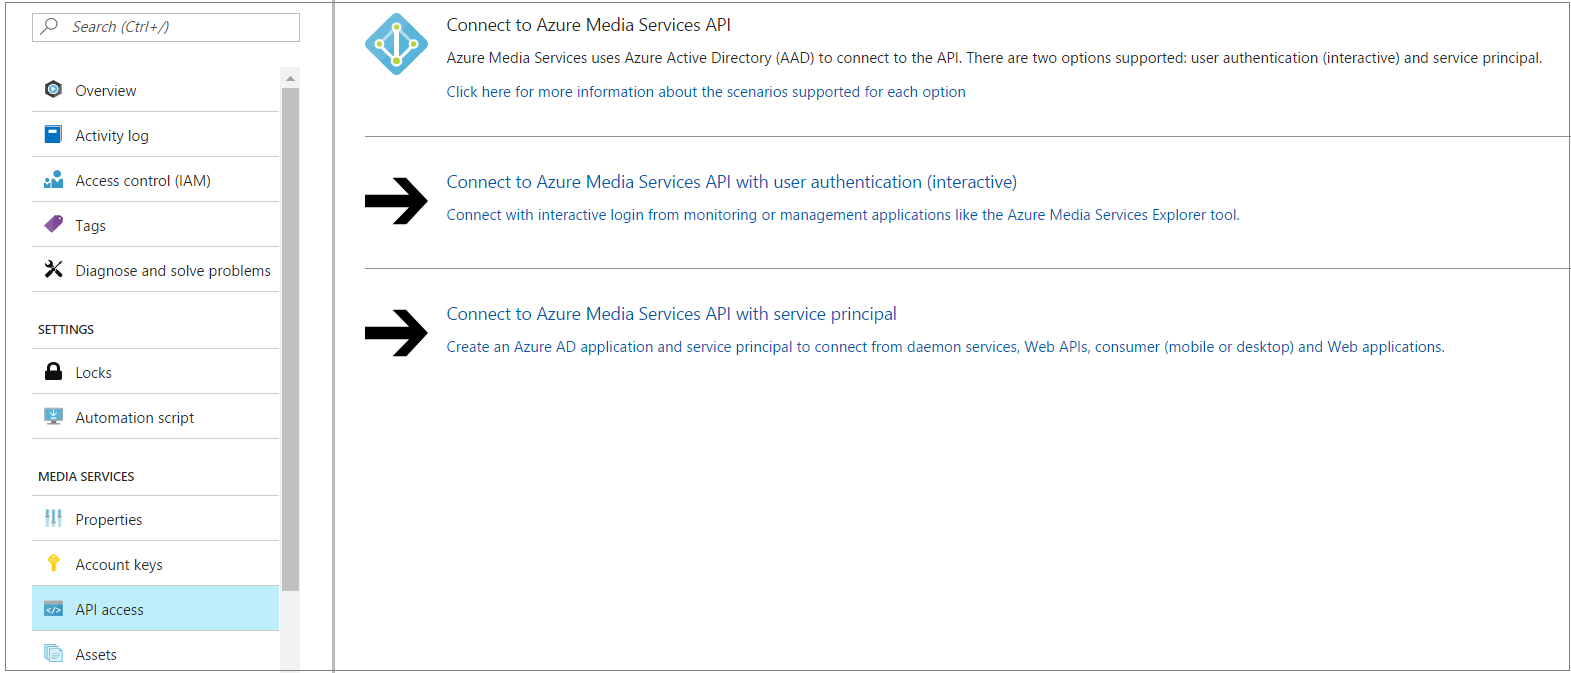 Search (Ctrl+/)
Overview
Activity log
Access control (IAM)
Tags
Diagnose and solve problems
SETTINGS
Locks
Automation script
MEDIA SERVICES
Properties
Account keys
API access
Assets
Connect to Azure Media Services API
Azure Media Services uses Azure Active Directory (AAD) to connect to the API. There are two options supported: user authentication (interactive) and service principal.
Click here for more information about the scenarios supported for each option
Connect to Azure Media Services API with user authentication (interactive)
Connect with interactive login from monitoring or management applications like the Azure Media Services Explorer tool.
Connect to Azure Media Services API with service principal
Create an Azure AD application and service principal to connect from daemon services, Web APIs, consumer (mobile or desktop) and Web applications.